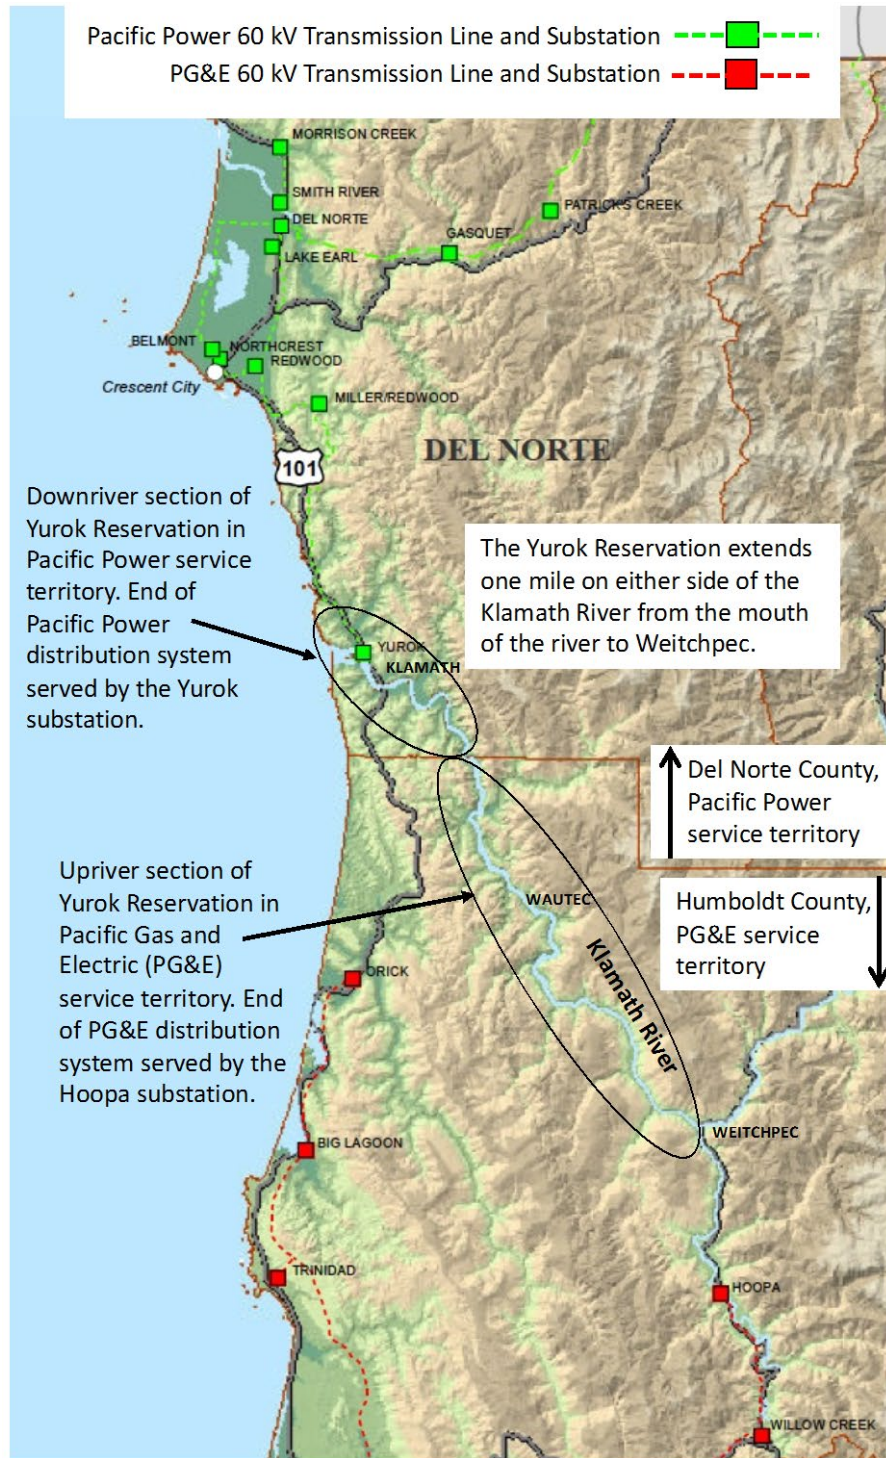 Pacific Power 60 kV Transmission Line and Substation
PG&E 60 kV Transmission Line and Substation
MORRISON CREEK
SMITH RIVER
PATRICK'S CREEK
DEL NORTE
GASQUET
LAKE EARL
BELMONT
NORTHCREST
REDWOOD
Crescent City
MILLER/REDWOOD
DEL NORTE
101
Downriver section of
Yurok Reservation in
Pacific Power service
territory. End of
Pacific Power
distribution system
served by the Yurok
substation.
The Yurok Reservation extends
one mile on either side of the
Klamath River from the mouth
of the river to Weitchpec.
YUROK
KLAMATH
Del Norte County,
Pacific Power
service territory
Upriver section of
Yurok Reservation in
Pacific Gas and
Electric (PG&E)
service territory. End
of PG&E distribution
system served by the
Hoopa substation.
WAUTEC
Humboldt County,
PG&E service
territory
Klamath River
ORICK
BIG LAGOON
WEITCHPEC
TRINIDAD
HOOPA
WILLOW CREEK